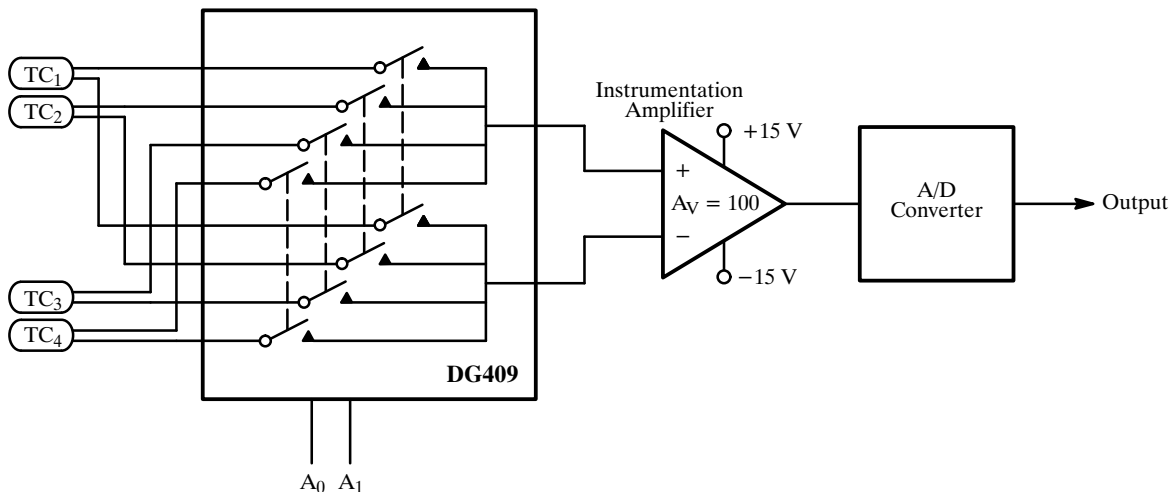 TC1
TC2
TC3
TC4
DG409
A0 A1
Instrumentation
Amplifier
+15 V
+
AV = 100
−
−15 V
A/D
Converter
Output